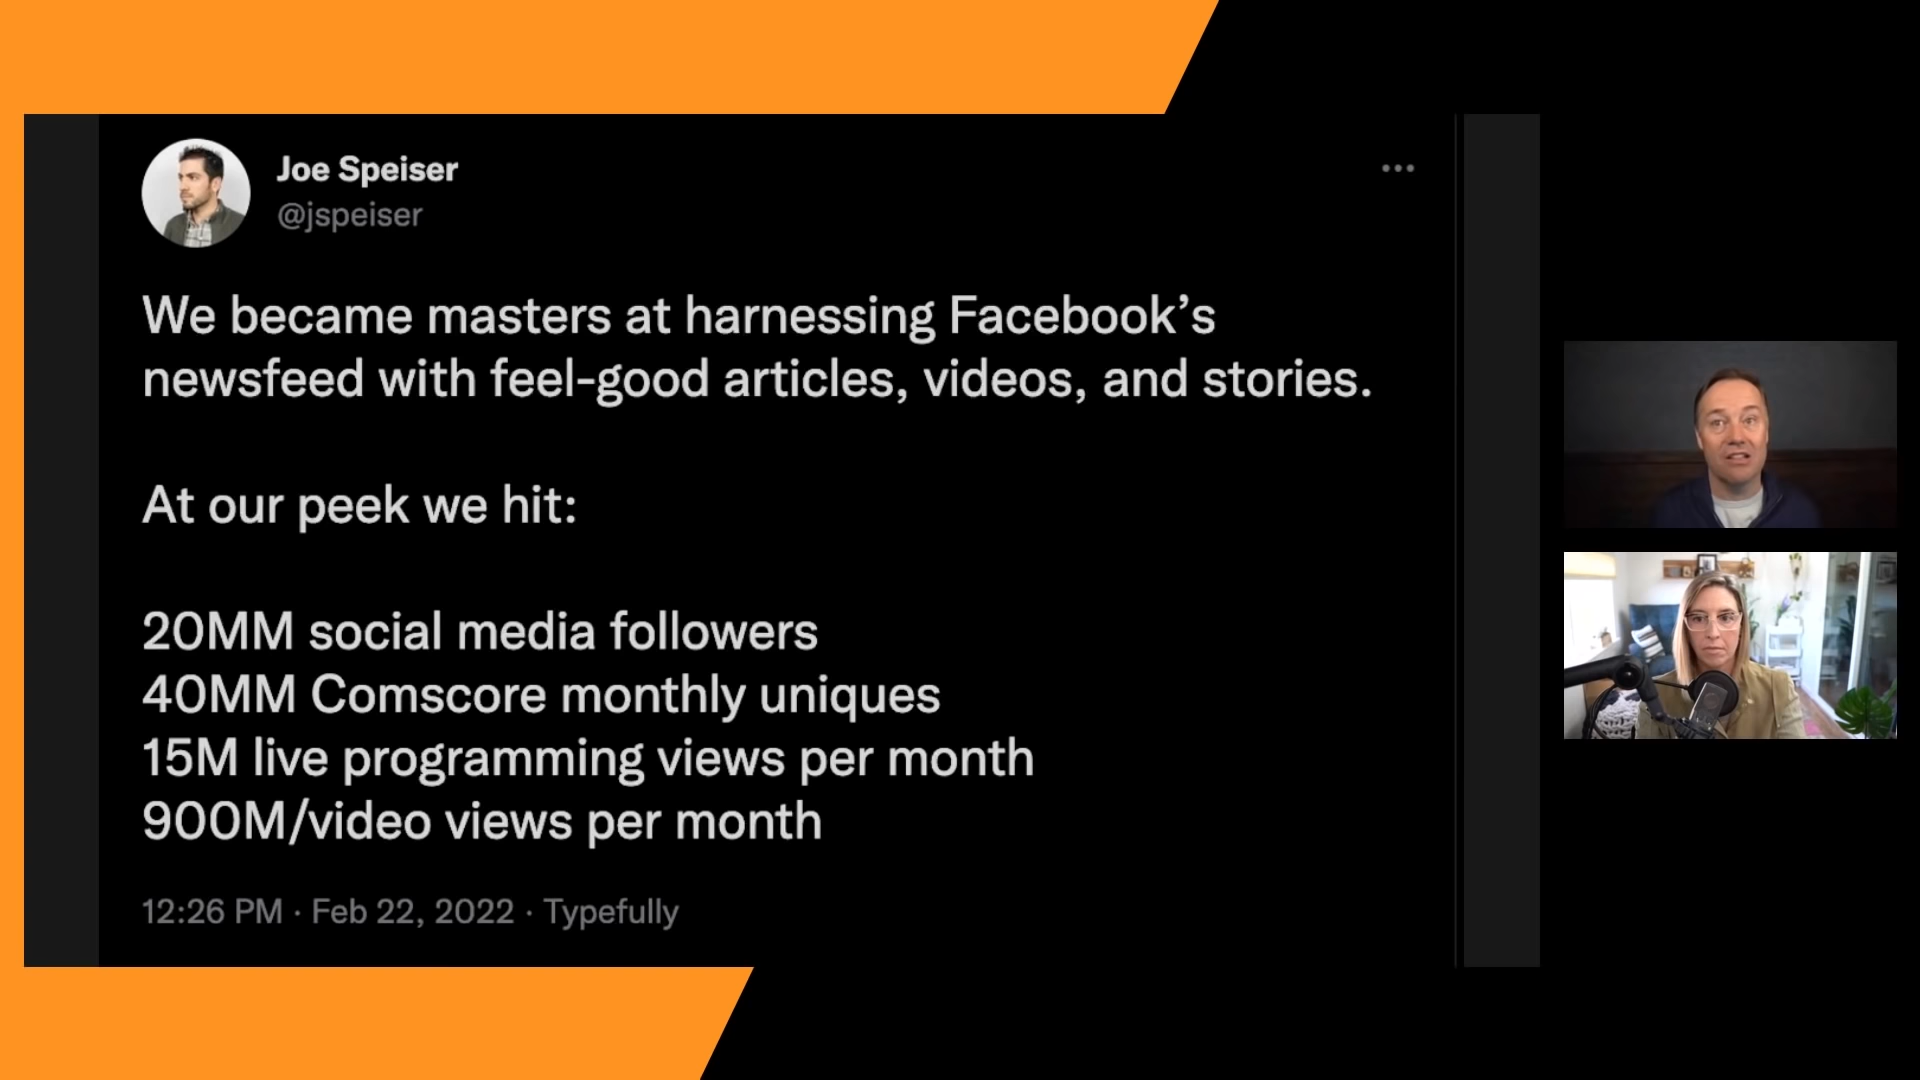 Joe Speiser
@jspeiser
We became masters at harnessing Facebook’s
newsfeed with feel-good articles, videos, and stories.
At our peek we hit:
20MM social media followers
40MM Comscore monthly uniques
15M live programming views per month
900M/video views per month
12:26 PM · Feb 22, 2022 · Typefully